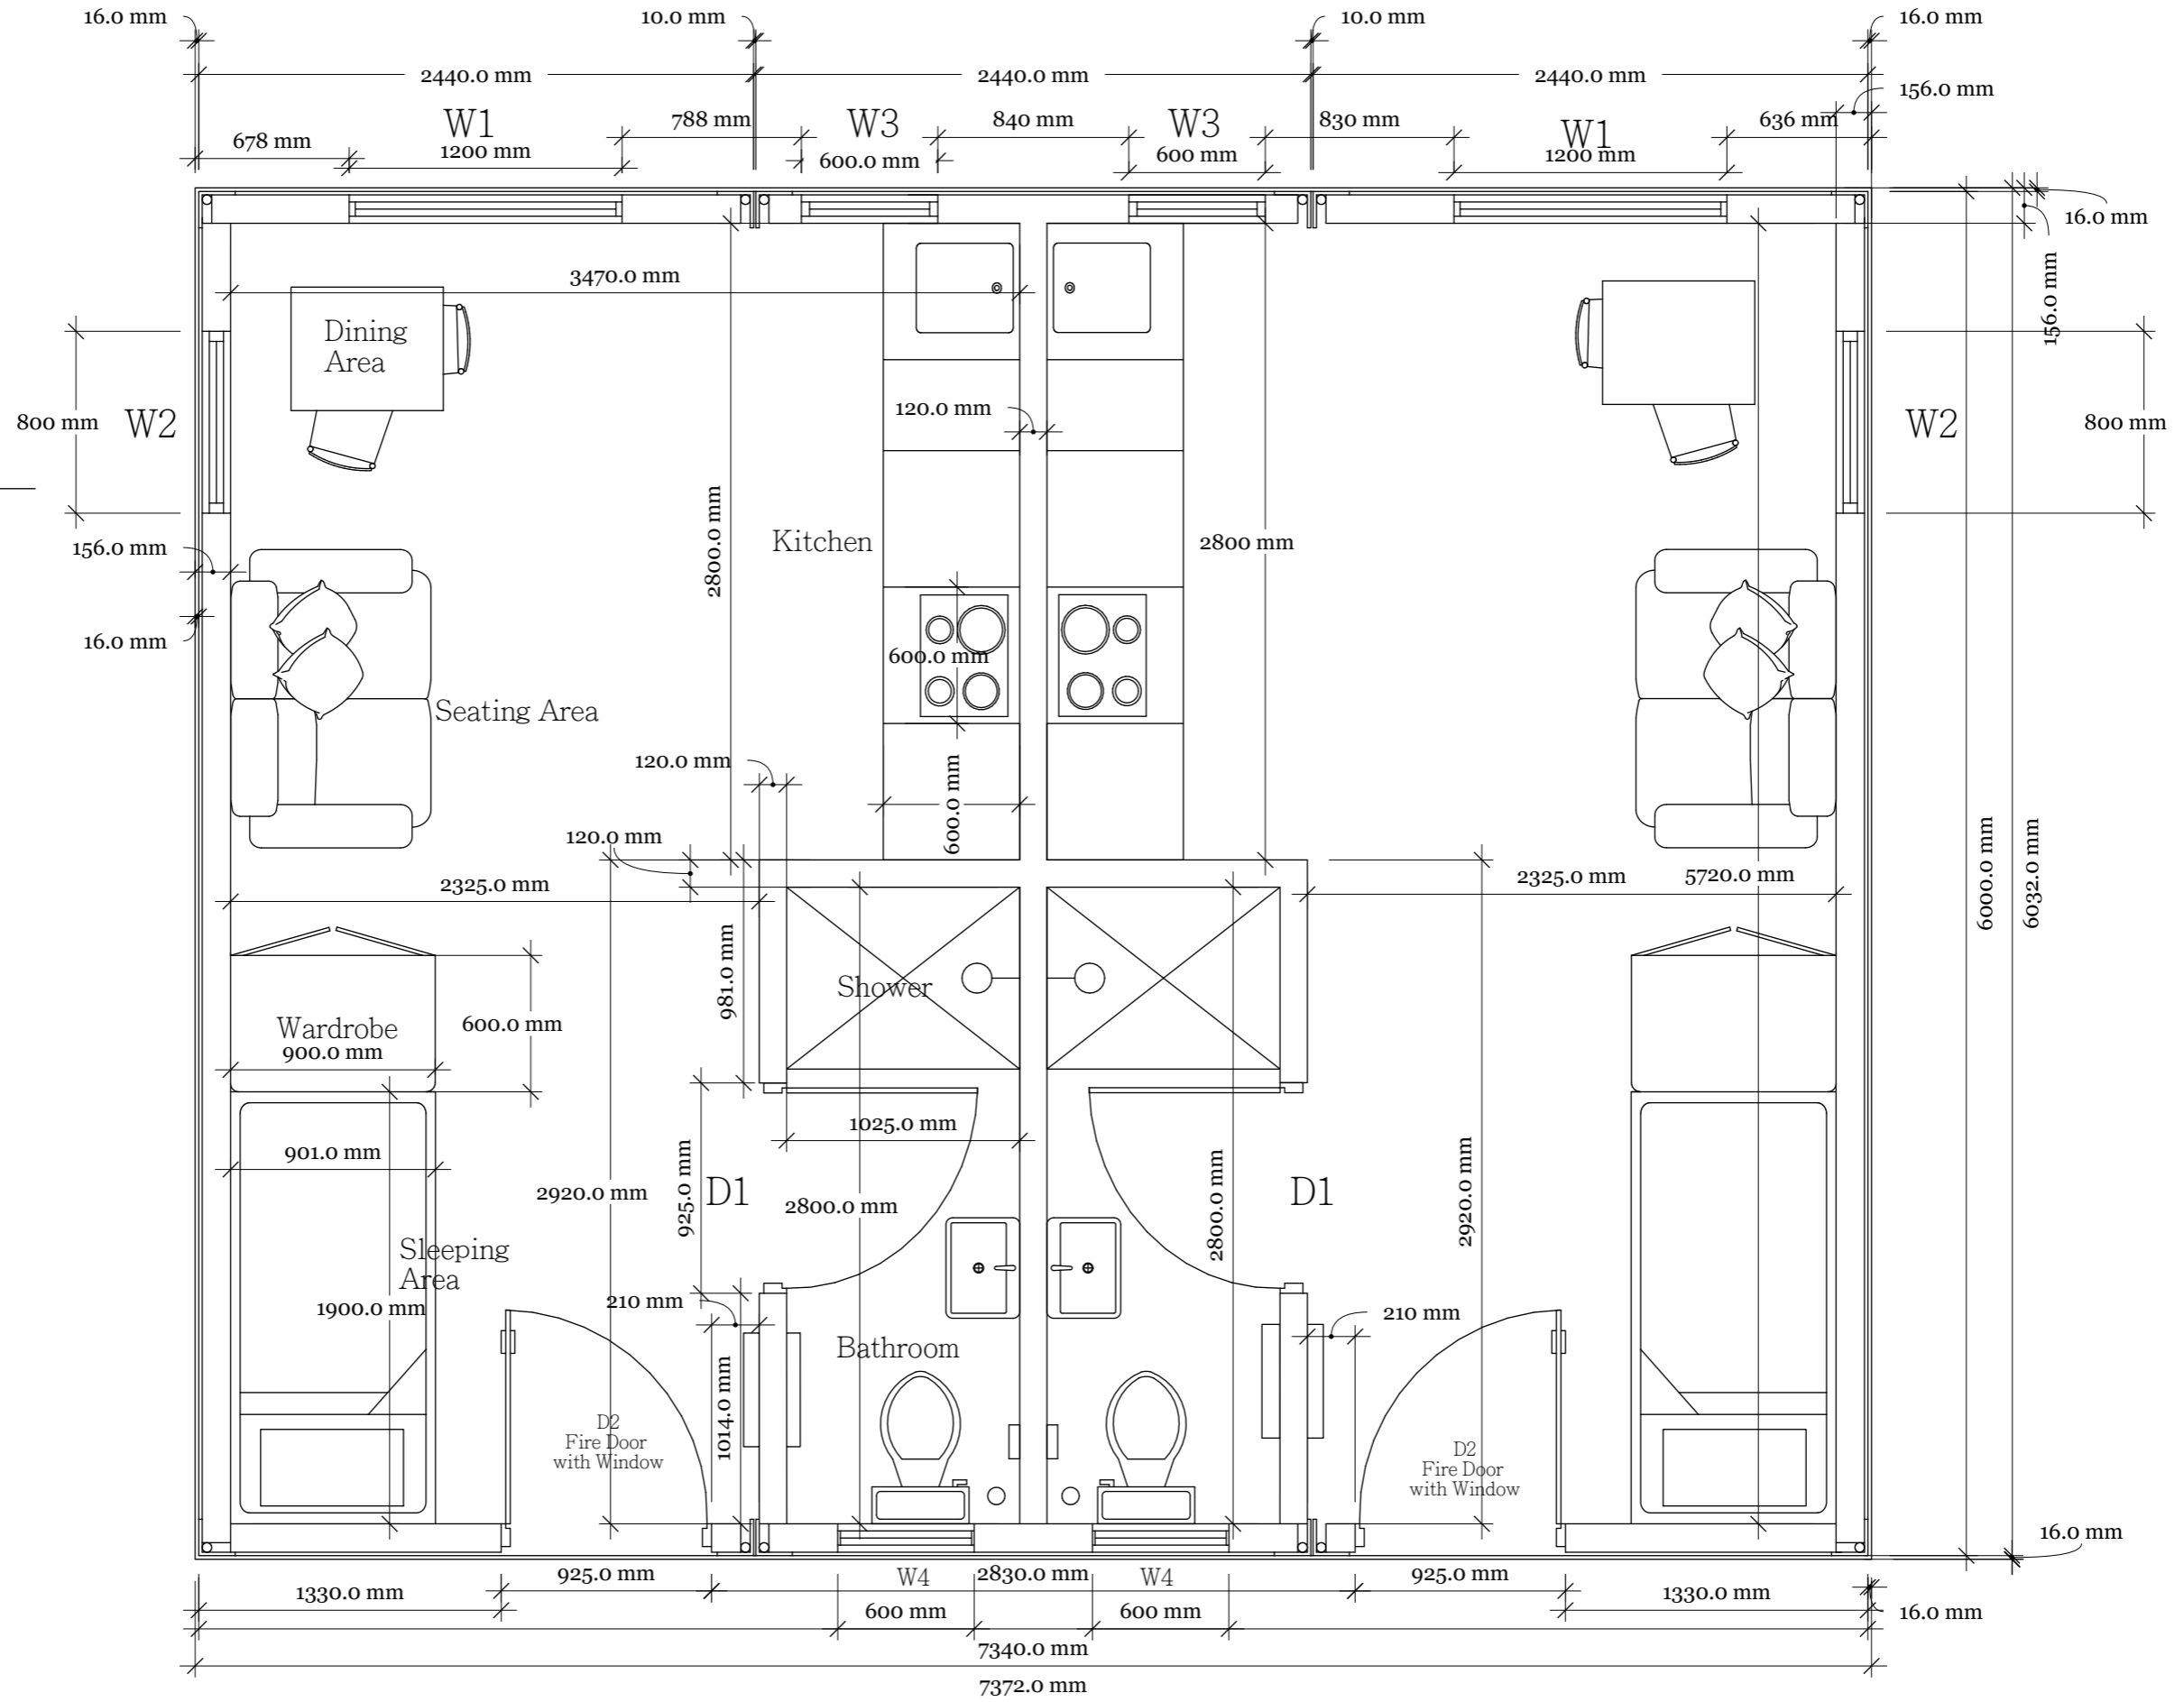 16.0 mm
10.0 mm
10.0 mm
16.0 mm
2440.0 mm
2440.0 mm
2440.0 mm
156.0 mm
W1
788 mm
W3
840 mm
W3
830 mm
W1
636 mm
678 mm
1200 mm
600.0 mm
600 mm
1200 mm
16.0 mm
156.0 mm
3470.0 mm
Dining
Area
800 mm
W2
120.0 mm
W2
800 mm
156.0 mm
2800.0 mm
Kitchen
2800 mm
16.0 mm
600.0 mm
Seating Area
120.0 mm
600.0 mm
120.0 mm
2325.0 mm
2325.0 mm
5720.0 mm
6000.0 mm
6032.0 mm
981.0 mm
Shower
Wardrobe
900.0 mm
600.0 mm
1025.0 mm
901.0 mm
925.0 mm
2920.0 mm
D1
2800.0 mm
2800.0 mm
D1
2920.0 mm
Sleeping
Area
1900.0 mm
210 mm
210 mm
Bathroom
1014.0 mm
D2
Fire Door
with Window
D2
Fire Door
with Window
16.0 mm
1330.0 mm
925.0 mm
W4
2830.0 mm
W4
925.0 mm
1330.0 mm
600 mm
600 mm
16.0 mm
7340.0 mm
7372.0 mm